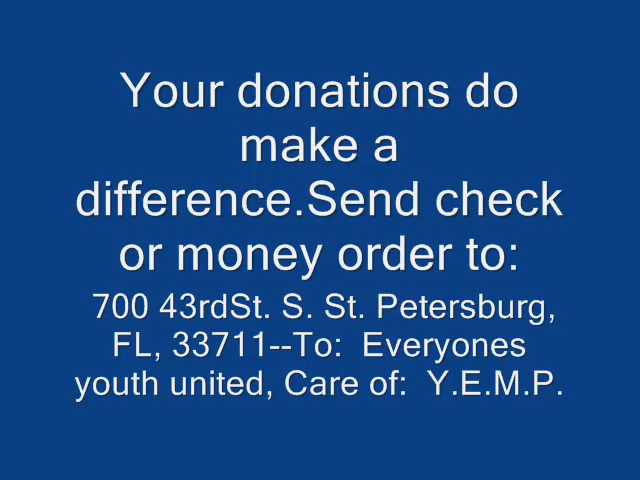 Your donations do
make a
difference.Send check
or money order to:
700 43rdSt. S. St. Petersburg,
FL, 33711--To:  Everyones
youth united, Care of:  Y.E.M.P.